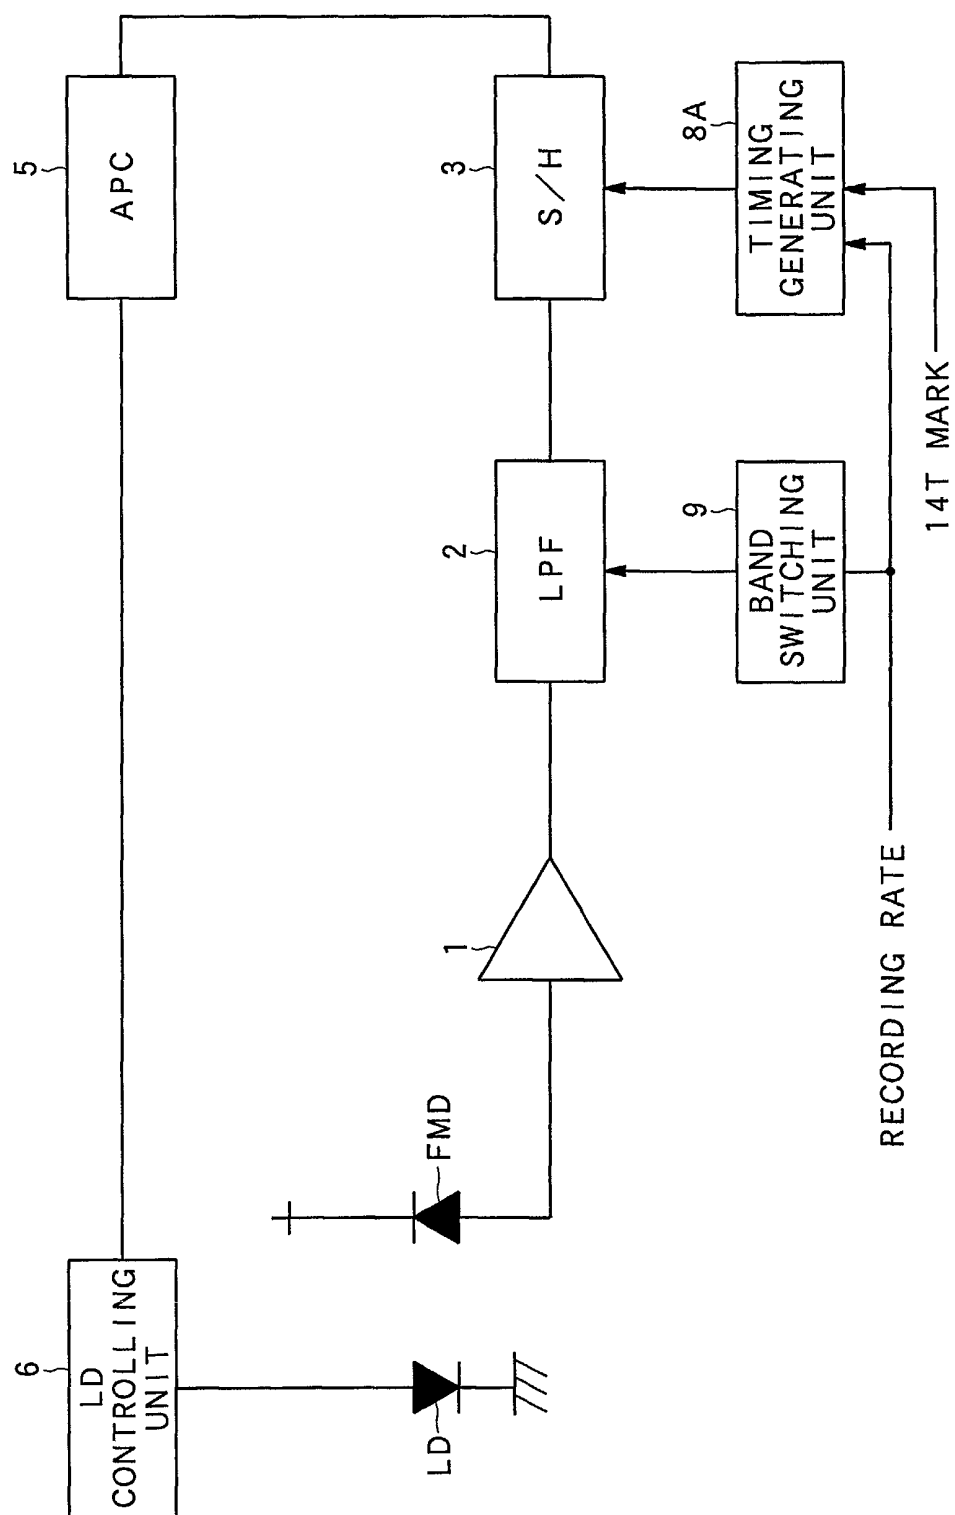 6
LD
CONTROLLING
UNIT
5
APC
LD
FMD
1
2
LPF
3
S/H
9
BAND
SWITCHING
UNIT
8A
TIMING
GENERATING
UNIT
RECORDING RATE
14T MARK